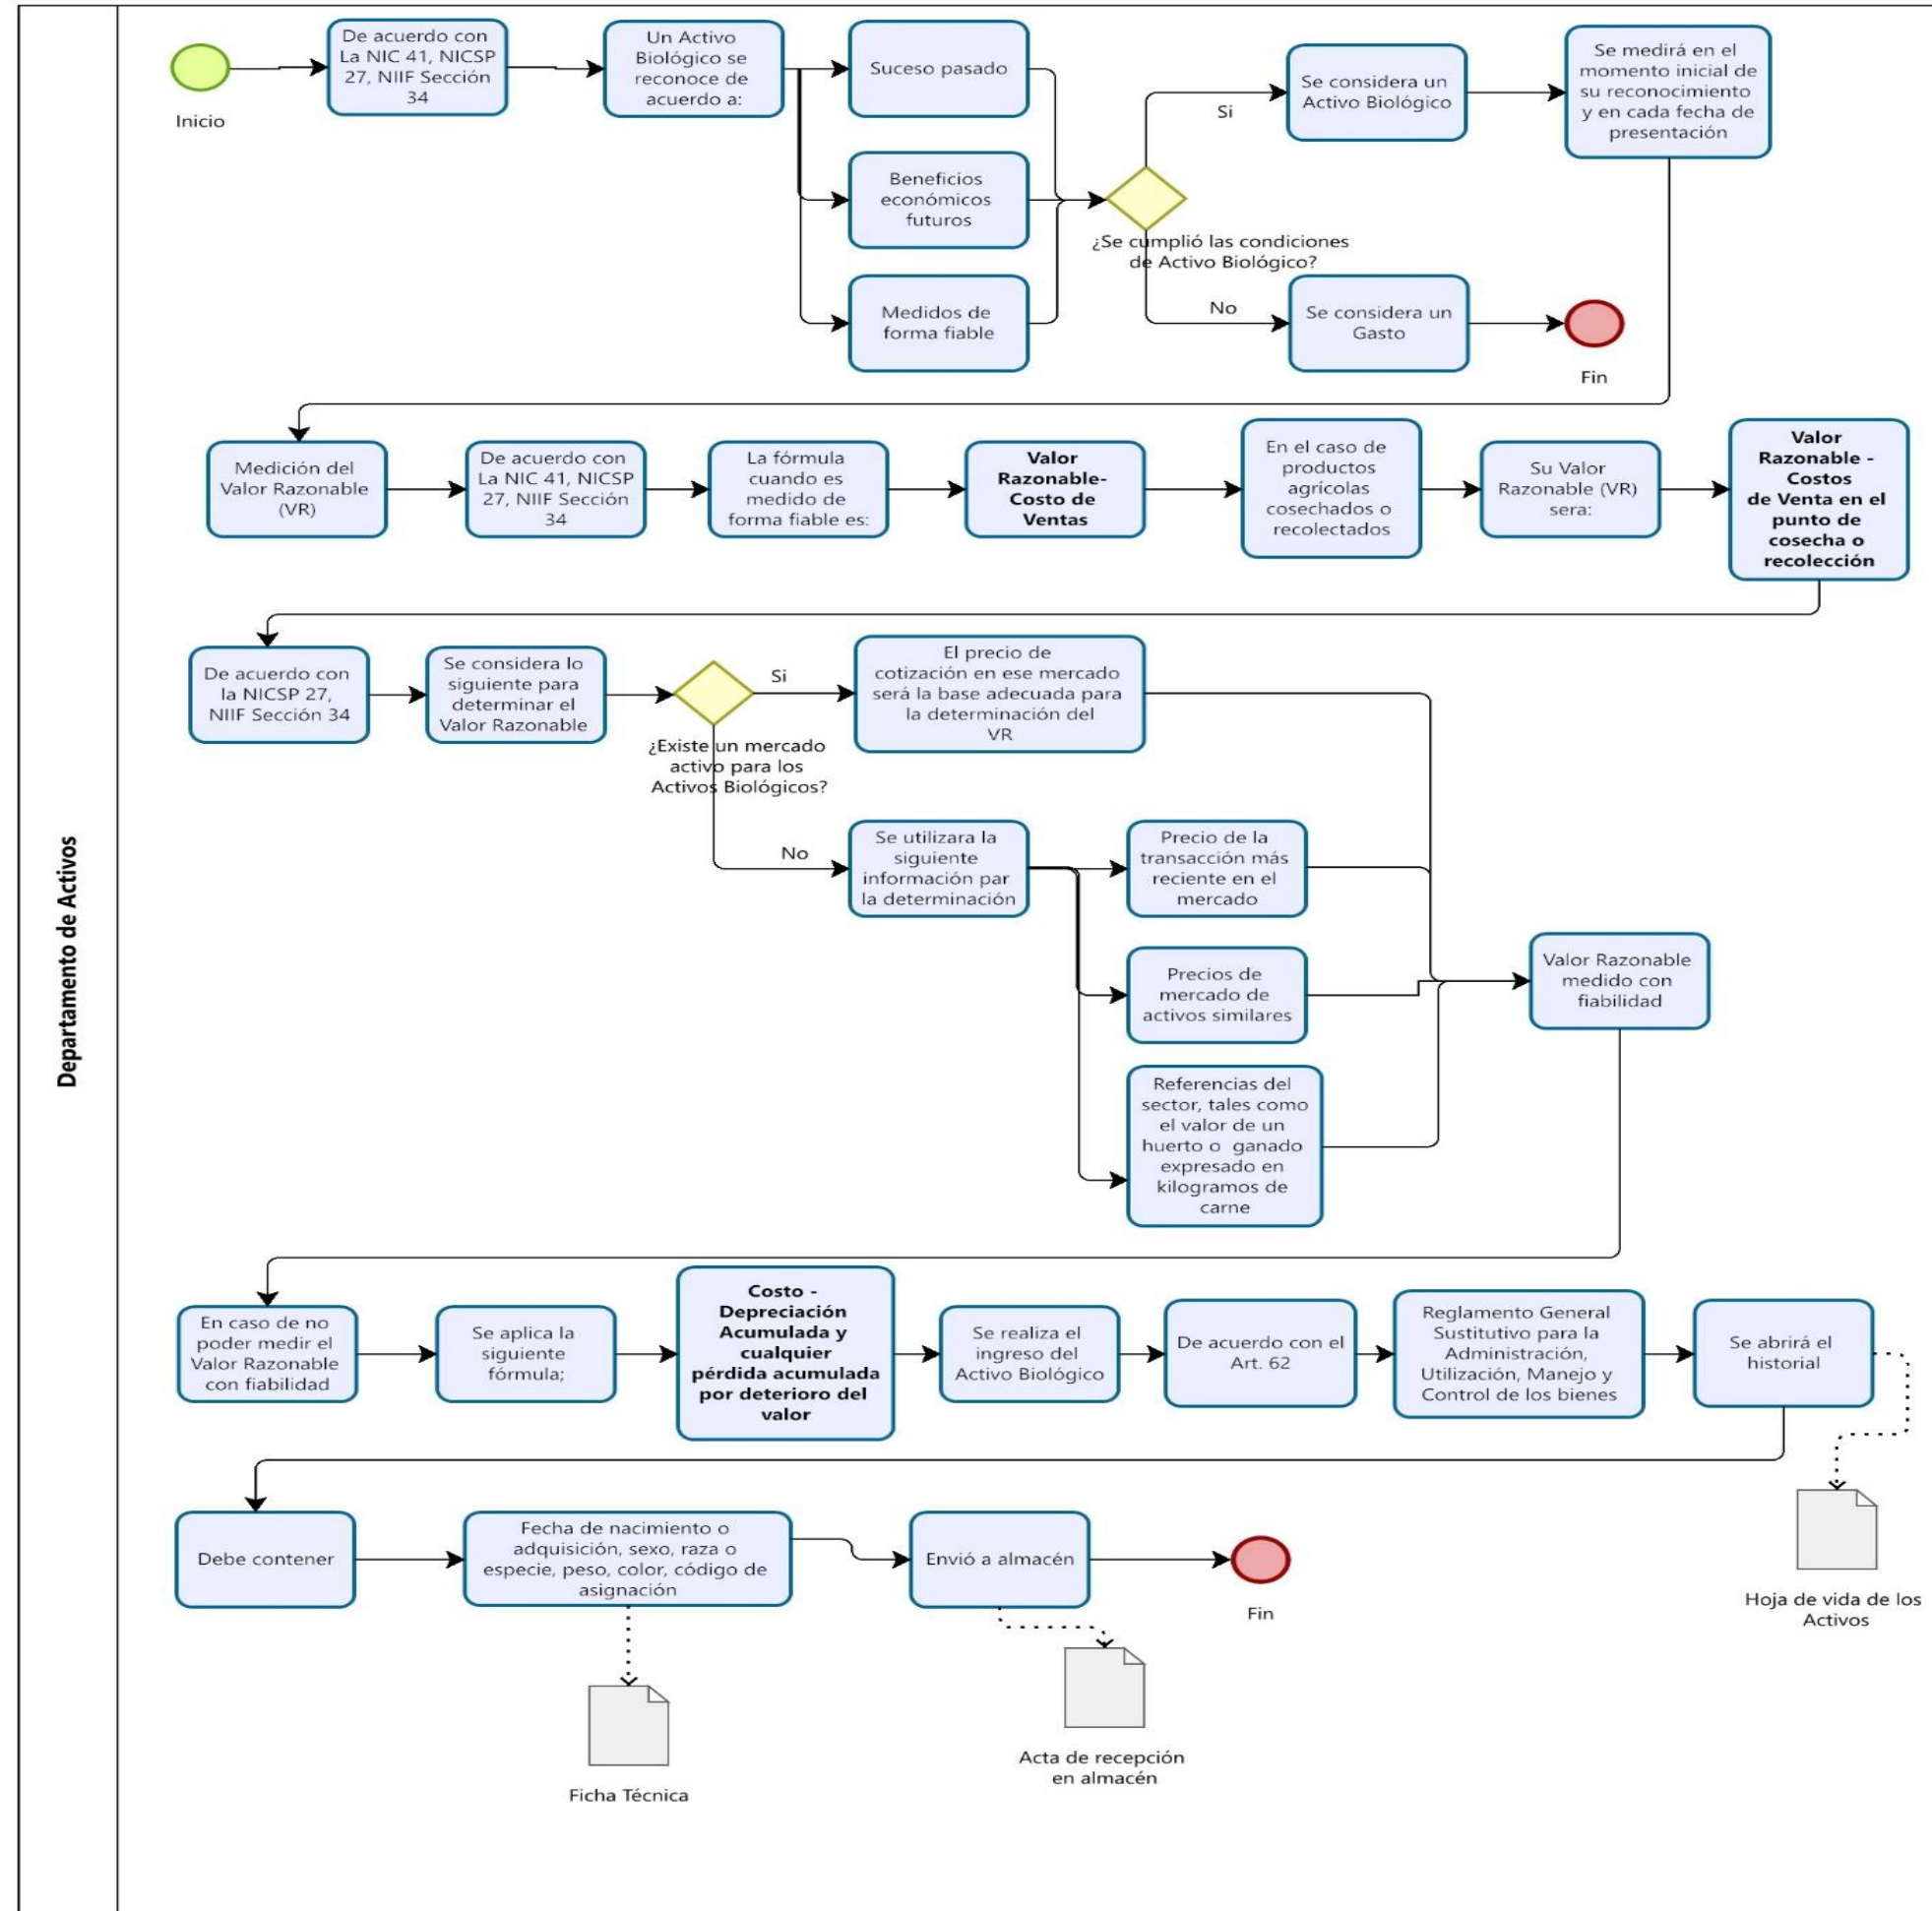 Departamento de Activos
Inicio
De acuerdo con
La NIC 41, NICSP
27, NIIF Sección
34
Un Activo
Biológico se
reconoce de
acuerdo a:
Suceso pasado
Beneficios
económicos
futuros
Medidos de
forma fiable
¿Se cumplió las condiciones
de Activo Biológico?
Si
Se considera un
Activo Biológico
Se medirá en el
momento inicial de
su reconocimiento
y en cada fecha de
presentación
No
Se considera un
Gasto
Fin
Medición del
Valor Razonable
(VR)
De acuerdo con
La NIC 41, NICSP
27, NIIF Sección
34
La fórmula
cuando es
medido de
forma fiable es:
Valor
Razonable-
Costo de
Ventas
En el caso de
productos
agrícolas
cosechados o
recolectados
Su Valor
Razonable (VR)
sera:
Valor
Razonable -
Costos
de Venta en el
punto de
cosecha o
recolección
De acuerdo con
la NICSP 27,
NIIF Sección 34
Se considera lo
siguiente para
determinar el
Valor Razonable
¿Existe un mercado
activo para los
Activos Biológicos?
Si
El precio de
cotización en ese mercado
será la base adecuada para
la determinación del
VR
No
Se utilizara la
siguiente
información par
la determinación
Precio de la
transacción más
reciente en el
mercado
Precios de
mercado de
activos similares
Referencias del
sector, tales como
el valor de un
huerto o ganado
expresado en
kilogramos de
carne
Valor Razonable
medido con
fiabilidad
En caso de no
poder medir el
Valor Razonable
con fiabilidad
Se aplica la
siguiente
fórmula;
Costo -
Depreciación
Acumulada y
cualquier
pérdida acumulada
por deterioro del
valor
Se realiza el
ingreso del
Activo Biológico
De acuerdo con el
Art. 62
Reglamento General
Sustitutivo para la
Administración,
Utilización, Manejo y
Control de los bienes
Se abrirá el
historial
Hoja de vida de los
Activos
Debe contener
Fecha de nacimiento o
adquisición, sexo, raza o
especie, peso, color, código de
asignación
Ficha Técnica
Envió a almacén
Acta de recepción
en almacén
Fin